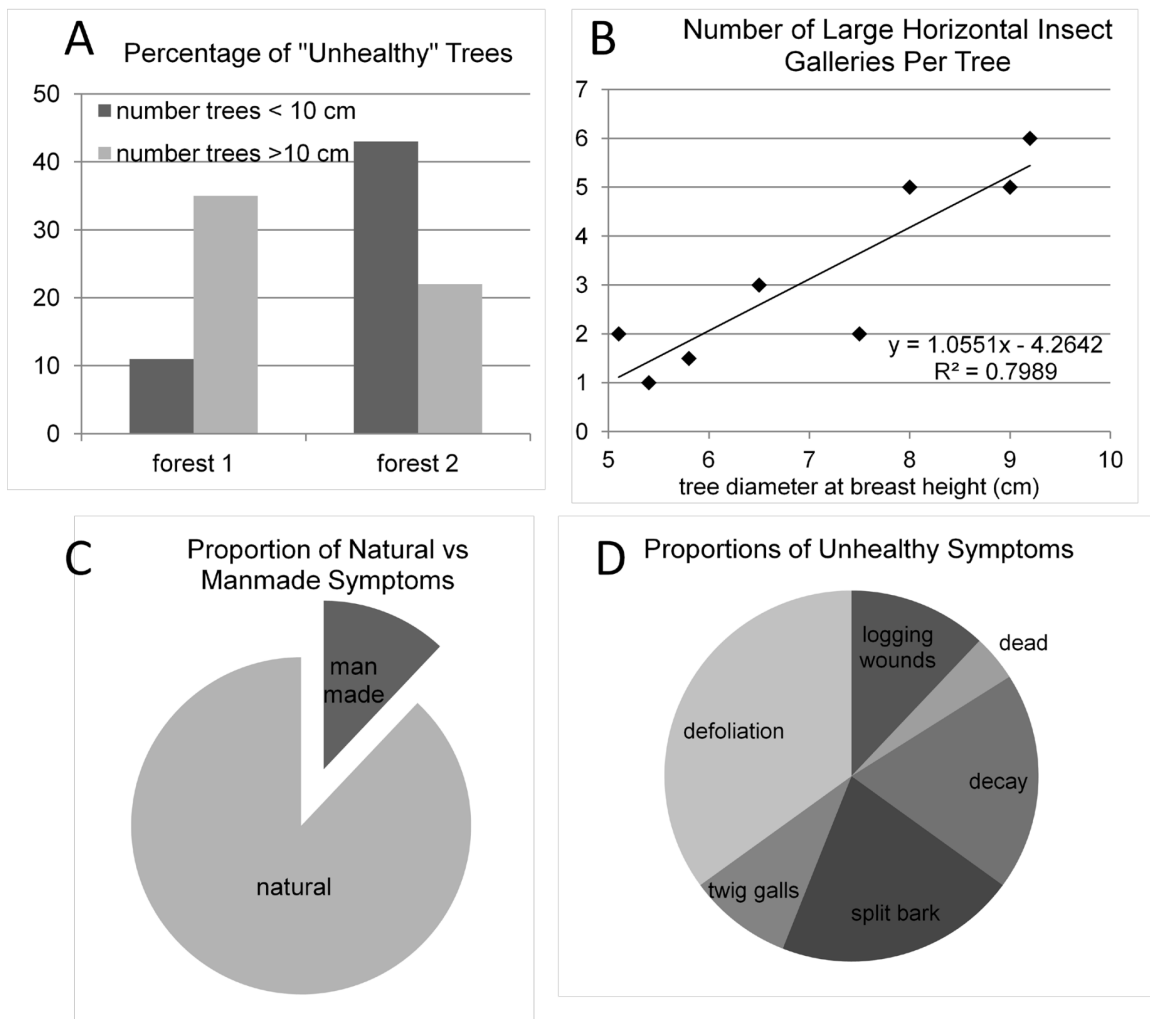 A
Percentage of "Unhealthy" Trees
50
40
30
20
10
0
number trees < 10 cm
number trees >10 cm
forest 1
forest 2
B
Number of Large Horizontal Insect
Galleries Per Tree
7
6
5
4
3
2
1
0
y = 1.0551x - 4.2642
R² = 0.7989
5
6
7
8
9
10
tree diameter at breast height (cm)
C
Proportion of Natural vs
Manmade Symptoms
man
made
natural
D
Proportions of Unhealthy Symptoms
logging
wounds
dead
defoliation
decay
twig galls
split bark